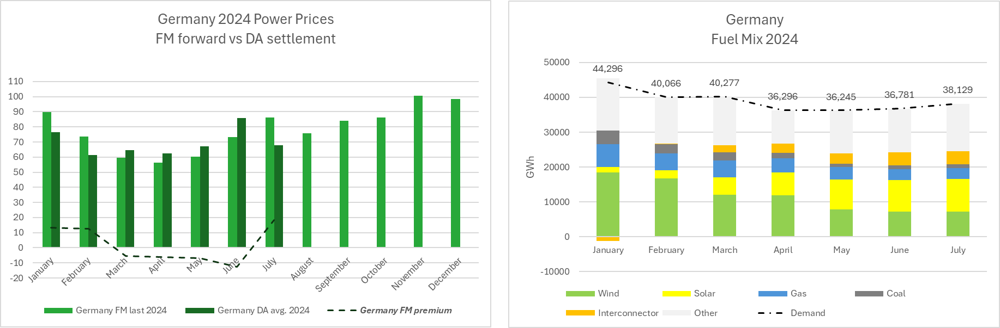 Germany 2024 Power Prices
FM forward vs DA settlement
110
100
90
80
70
60
50
40
30
20
10
0
-10
-20
January
February
March
April
May
June
July
August
September
October
November
December
Germany FM last 2024
Germany DA avg. 2024
Germany FM premium
Germany
Fuel Mix 2024
GWh
50000
40000
30000
20000
10000
0
-10000
44,296
40,066
40,277
36,296
36,245
36,781
38,129
January
February
March
April
May
June
July
Wind
Solar
Gas
Coal
Interconnector
Other
Demand